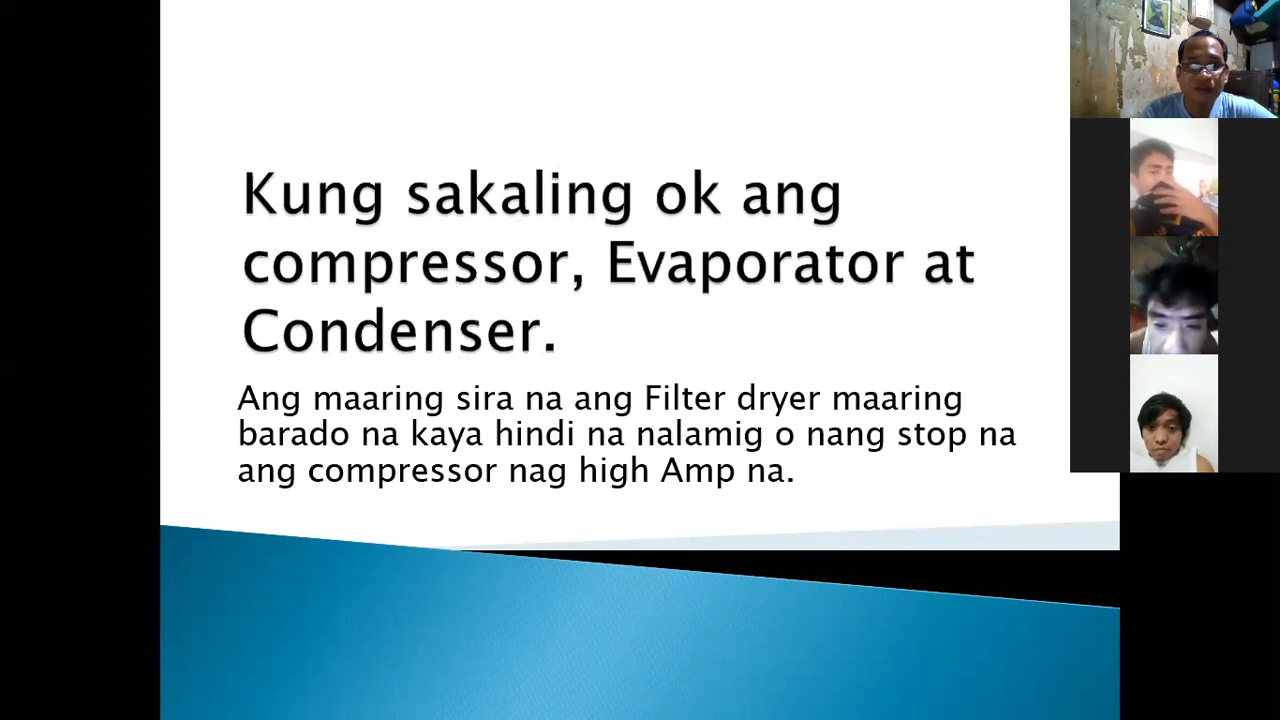 Kung sakaling ok ang
compressor, Evaporator at
Condenser.
Ang maaring sira na ang Filter dryer maaring
barado na kaya hindi na nalamig o nang stop na
ang compressor nag high Amp na.